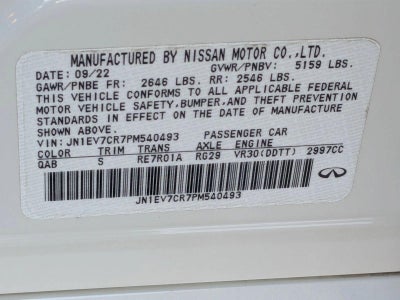 MANUFACTURED BY NISSAN MOTOR CO.,LTD.
DATE: 09/22 GVWR/PNBV: 5159 LBS.
GAWR/PNBE FR: 2646 LBS. RR: 2546 LBS.
THIS VEHICLE CONFORMS TO ALL APPLICABLE FEDERAL
MOTOR VEHICLE SAFETY, BUMPER, AND THEFT PREVENTION
STANDARDS IN EFFECT ON THE DATE OF MANUFACTURE
SHOWN ABOVE.
VIN: JN1EV7CR7PM540493 PASSENGER CAR
COLOR TRIM TRANS AXLE ENGINE
QAB S RE7R01A RG29 VR30(DDTT) 2997CC
JN1EV7CR7PM540493